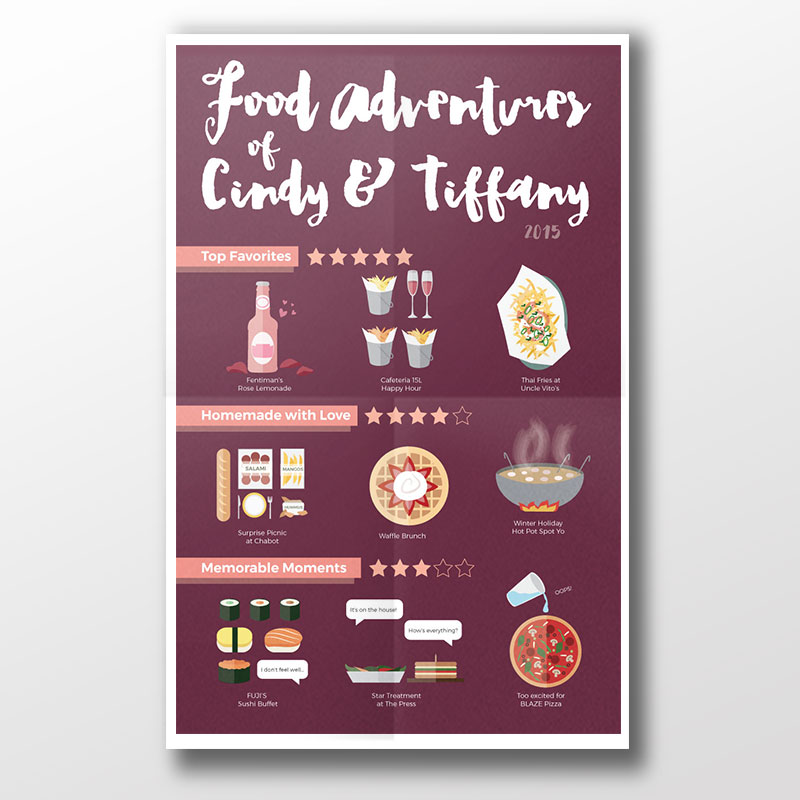 Food Adventures
of
Cindy & Tiffany
2015
Top Favorites
Fentiman's
Rose Lemonade
Cafeteria 15L
Happy Hour
Thai Fries at
Uncle Vito's
Homemade with Love
SALAMI
MANGOS
HUMMUS
Surprise Picnic
at Chabot
Waffle Brunch
Winter Holiday
Hot Pot Spot Yo
Memorable Moments
I don't feel well...
FUJI'S
Sushi Buffet
It's on the house!
How's everything?
Star Treatment
at The Press
OOPS!
Too excited for
BLAZE Pizza